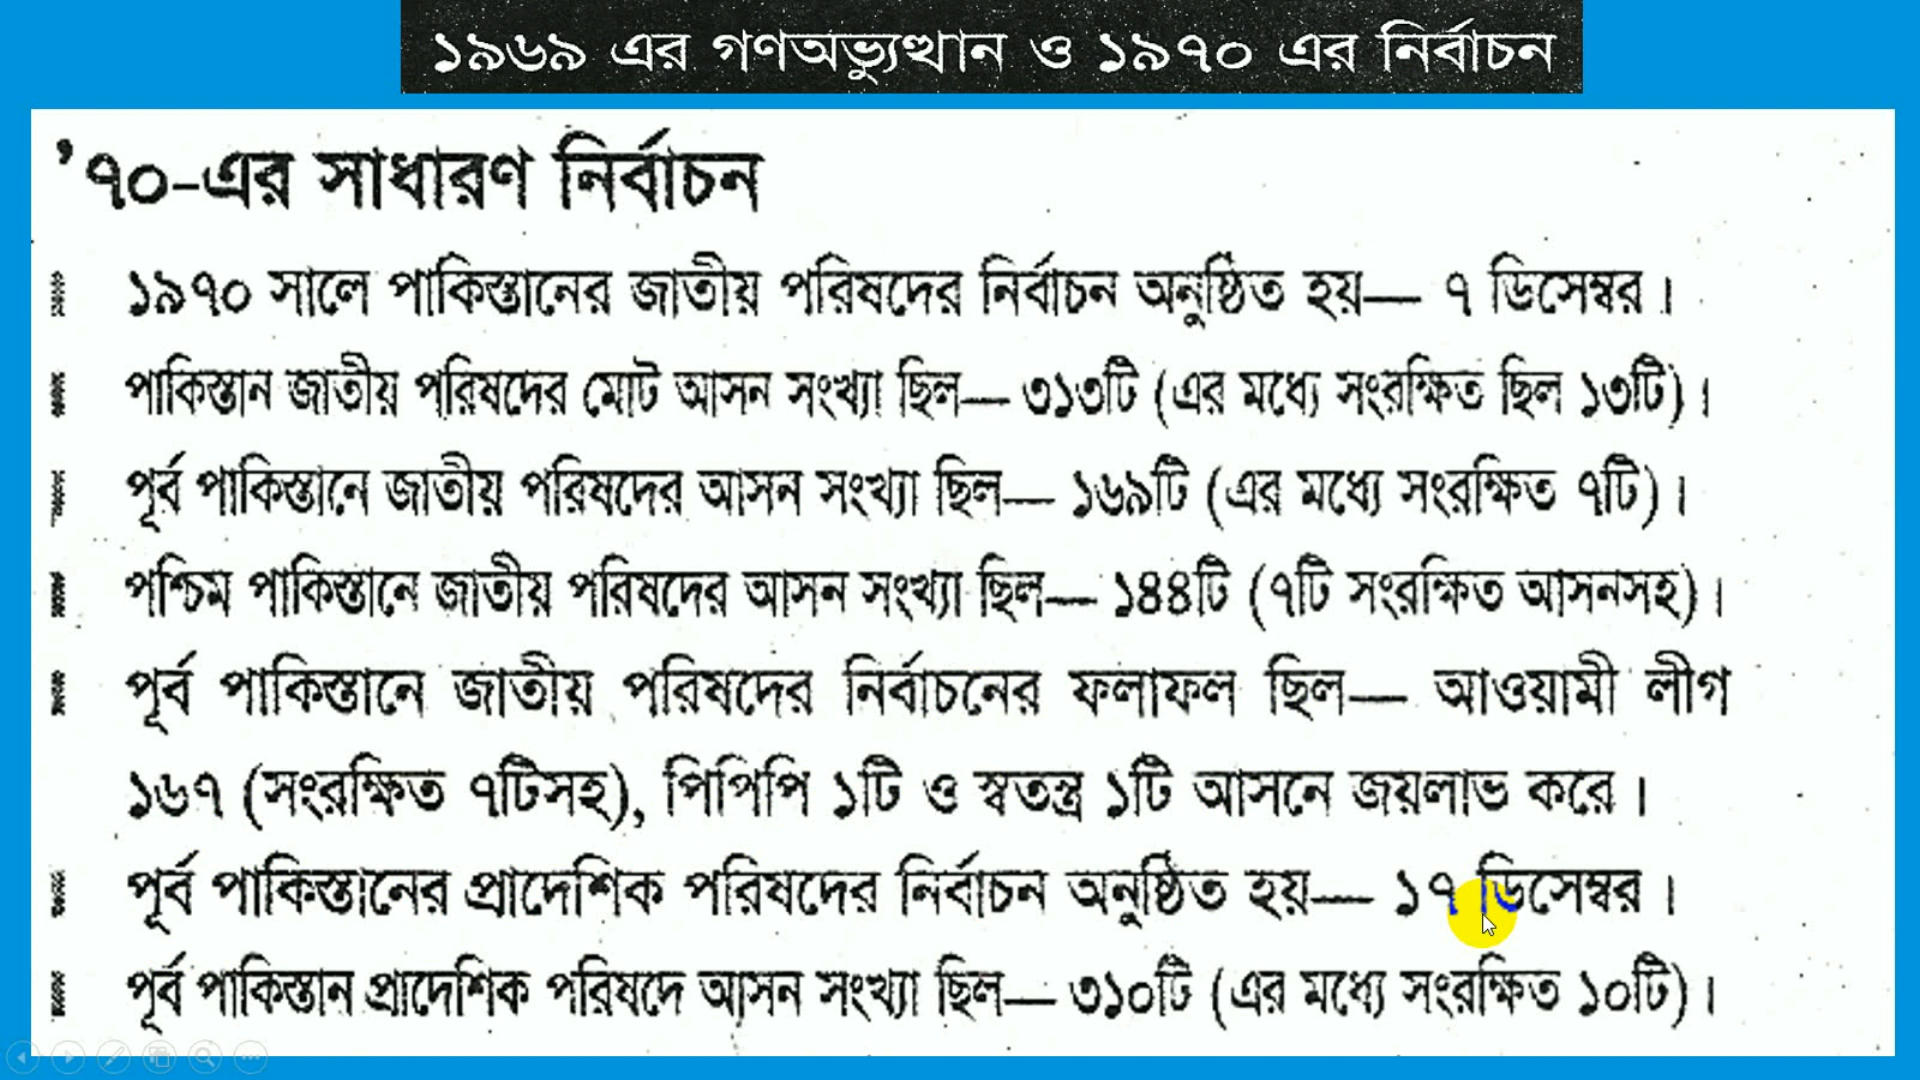 ১৯৬৯ এর গণঅভ্যুত্থান ও ১৯৭০ এর নির্বাচন
’৭০-এর সাধারণ নির্বাচন
১৯৭০ সালে পাকিস্তানের জাতীয় পরিষদের নির্বাচন অনুষ্ঠিত হয়— ৭ ডিসেম্বর।
পাকিস্তান জাতীয় পরিষদের মোট আসন সংখ্যা ছিল— ৩১৩টি (এর মধ্যে সংরক্ষিত ছিল ১৩টি)।
পূর্ব পাকিস্তানে জাতীয় পরিষদের আসন সংখ্যা ছিল— ১৬৯টি (এর মধ্যে সংরক্ষিত ৭টি)।
পশ্চিম পাকিস্তানে জাতীয় পরিষদের আসন সংখ্যা ছিল— ১৪৪টি (৭টি সংরক্ষিত আসনসহ)।
পূর্ব পাকিস্তানে জাতীয় পরিষদের নির্বাচনের ফলাফল ছিল— আওয়ামী লীগ
১৬৭ (সংরক্ষিত ৭টিসহ), পিপিপি ১টি ও স্বতন্ত্র ১টি আসনে জয়লাভ করে।
পূর্ব পাকিস্তানের প্রাদেশিক পরিষদের নির্বাচন অনুষ্ঠিত হয়— ১৭ ডিসেম্বর।
পূর্ব পাকিস্তান প্রাদেশিক পরিষদে আসন সংখ্যা ছিল— ৩১০টি (এর মধ্যে সংরক্ষিত ১০টি)।